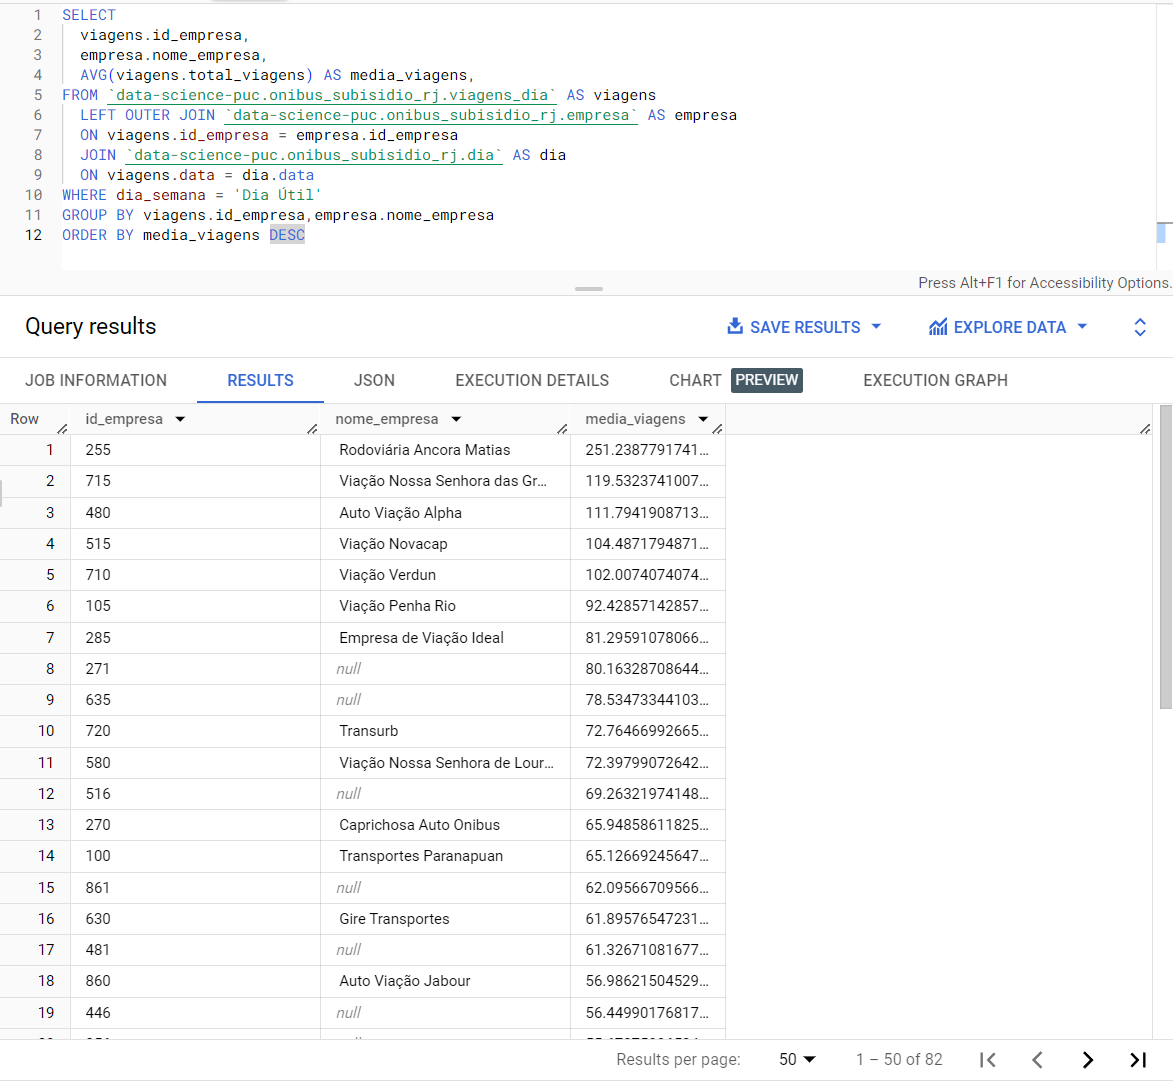 1 SELECT
2 viagens.id_empresa,
3 empresa.nome_empresa,
4 AVG(viagens.total_viagens) AS media_viagens,
5 FROM `data-science-puc.onibus_subisidio_rj.viagens_dia` AS viagens
6 LEFT OUTER JOIN `data-science-puc.onibus_subisidio_rj.empresa` AS empresa
7 ON viagens.id_empresa = empresa.id_empresa
8 JOIN `data-science-puc.onibus_subisidio_rj.dia` AS dia
9 ON viagens.data = dia.data
10 WHERE dia_semana = 'Dia Útil'
11 GROUP BY viagens.id_empresa,empresa.nome_empresa
12 ORDER BY media_viagens DESC
Press Alt+F1 for Accessibility Options.
Query results SAVE RESULTS EXPLORE DATA
JOB INFORMATION RESULTS JSON EXECUTION DETAILS CHART PREVIEW EXECUTION GRAPH
Row id_empresa nome_empresa media_viagens
1 255 Rodoviária Ancora Matias 251.2387791741...
2 715 Viação Nossa Senhora das Gr... 119.5323741007...
3 480 Auto Viação Alpha 111.7941908713...
4 515 Viação Novacap 104.4871794871...
5 710 Viação Verdun 102.0074074074...
6 105 Viação Penha Rio 92.42857142857...
7 285 Empresa de Viação Ideal 81.29591078066...
8 271 null 80.16328708644...
9 635 null 78.53473344103...
10 720 Transurb 72.76466992665...
11 580 Viação Nossa Senhora de Lour... 72.39799072642...
12 516 null 69.26321974148...
13 270 Caprichosa Auto Onibus 65.94858611825...
14 100 Transportes Paranapuan 65.12669245647...
15 861 null 62.09566709566...
16 630 Gire Transportes 61.89576547231...
17 481 null 61.32671081677...
18 860 Auto Viação Jabour 56.98621504529...
19 446 null 56.44990176817...
Results per page: 50 1 – 50 of 82